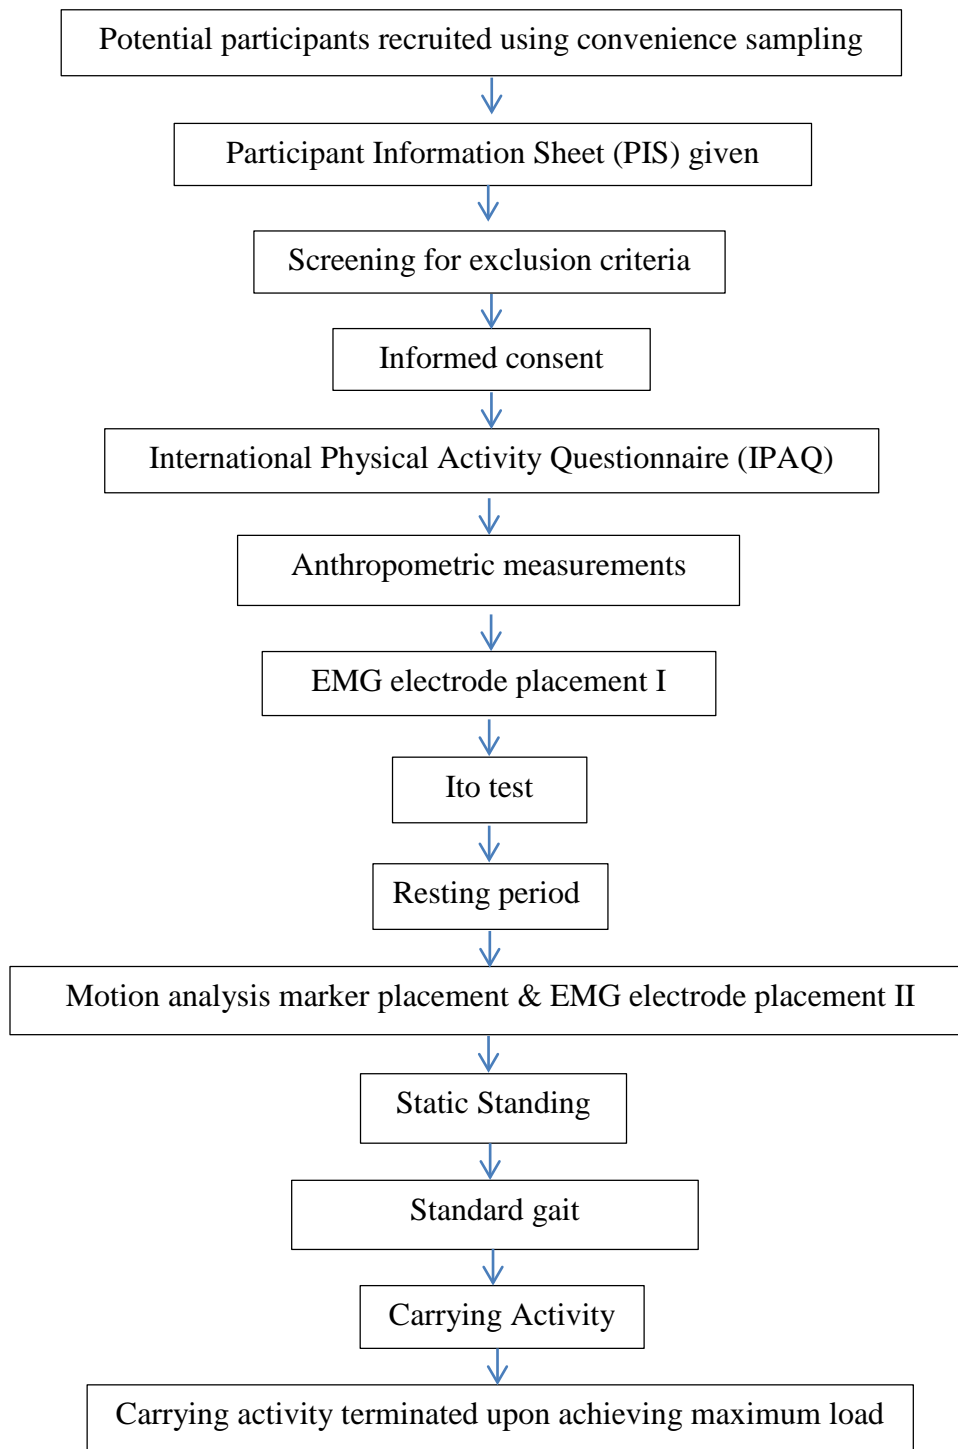 Potential participants recruited using convenience sampling
Participant Information Sheet (PIS) given
Screening for exclusion criteria
Informed consent
International Physical Activity Questionnaire (IPAQ)
Anthropometric measurements
EMG electrode placement I
Ito test
Resting period
Motion analysis marker placement & EMG electrode placement II
Static Standing
Standard gait
Carrying Activity
Carrying activity terminated upon achieving maximum load